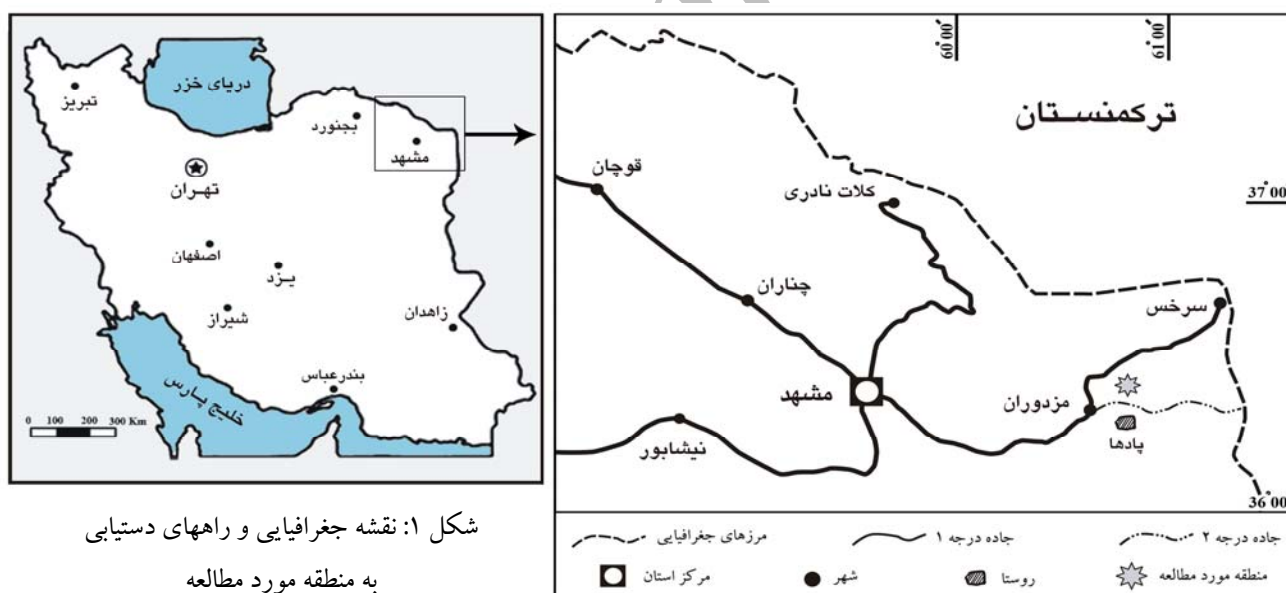 دریای خزر
تبریز
بجنورد
مشهد
تهران
اصفهان
یزد
شیراز
زاهدان
بندرعباس
خلیج پارس
0 100 200 300 Km
شکل ۱: نقشه جغرافیایی و راههای دستیابی
به منطقه مورد مطالعه
60°00'
61°00'
ترکمنستان
قوچان
کلات نادری
37°00'
چناران
سرخس
مشهد
مزدوران
نیشابور
پادها
36°00'
مرزهای جغرافیایی
جاده درجه ۱
جاده درجه ۲
مرکز استان
شهر
روستا
منطقه مورد مطالعه